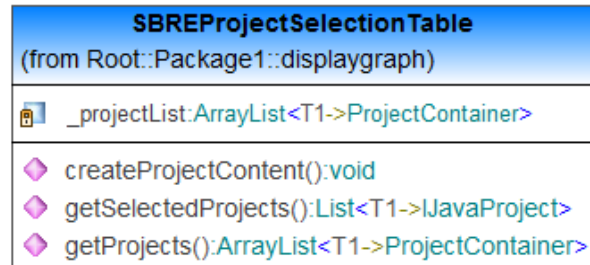 SBREProjectSelectionTable
(from Root::Package1::displaygraph)
_projectList:ArrayList<T1->ProjectContainer>
createProjectContent():void
getSelectedProjects():List<T1->IJavaProject>
getProjects():ArrayList<T1->ProjectContainer>